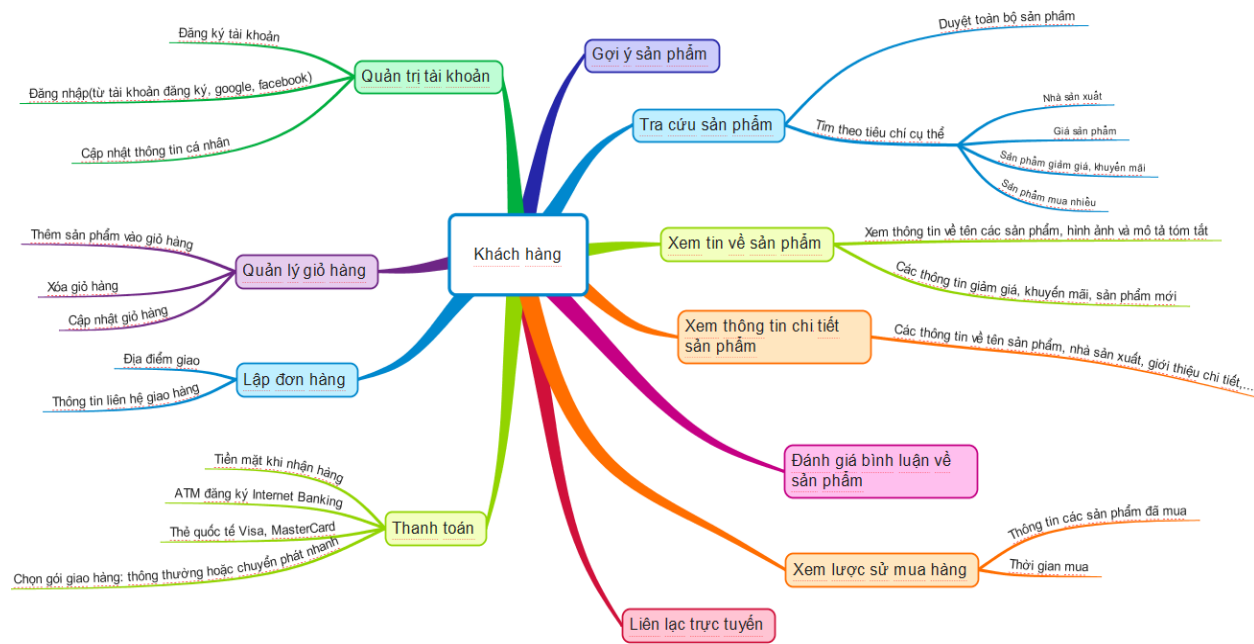 Khách hàng
Quản trị tài khoản
Đăng ký tài khoản
Đăng nhập(từ tài khoản đăng ký, google, facebook)
Cập nhật thông tin cá nhân
Quản lý giỏ hàng
Thêm sản phẩm vào giỏ hàng
Xóa giỏ hàng
Cập nhật giỏ hàng
Lập đơn hàng
Địa điểm giao
Thông tin liên hệ giao hàng
Thanh toán
Tiền mặt khi nhận hàng
ATM đăng ký Internet Banking
Thẻ quốc tế Visa, MasterCard
Chọn gói giao hàng: thông thường hoặc chuyển phát nhanh
Gợi ý sản phẩm
Tra cứu sản phẩm
Duyệt toàn bộ sản phẩm
Tìm theo tiêu chí cụ thể
Nhà sản xuất
Giá sản phẩm
Sản phẩm giảm giá, khuyến mãi
Sản phẩm mua nhiều
Xem tin về sản phẩm
Xem thông tin về tên các sản phẩm, hình ảnh và mô tả tóm tắt
Các thông tin giảm giá, khuyến mãi, sản phẩm mới
Xem thông tin chi tiết
sản phẩm
Các thông tin về tên sản phẩm, nhà sản xuất, giới thiệu chi tiết,...
Đánh giá bình luận về
sản phẩm
Xem lược sử mua hàng
Thông tin các sản phẩm đã mua
Thời gian mua
Liên lạc trực tuyến